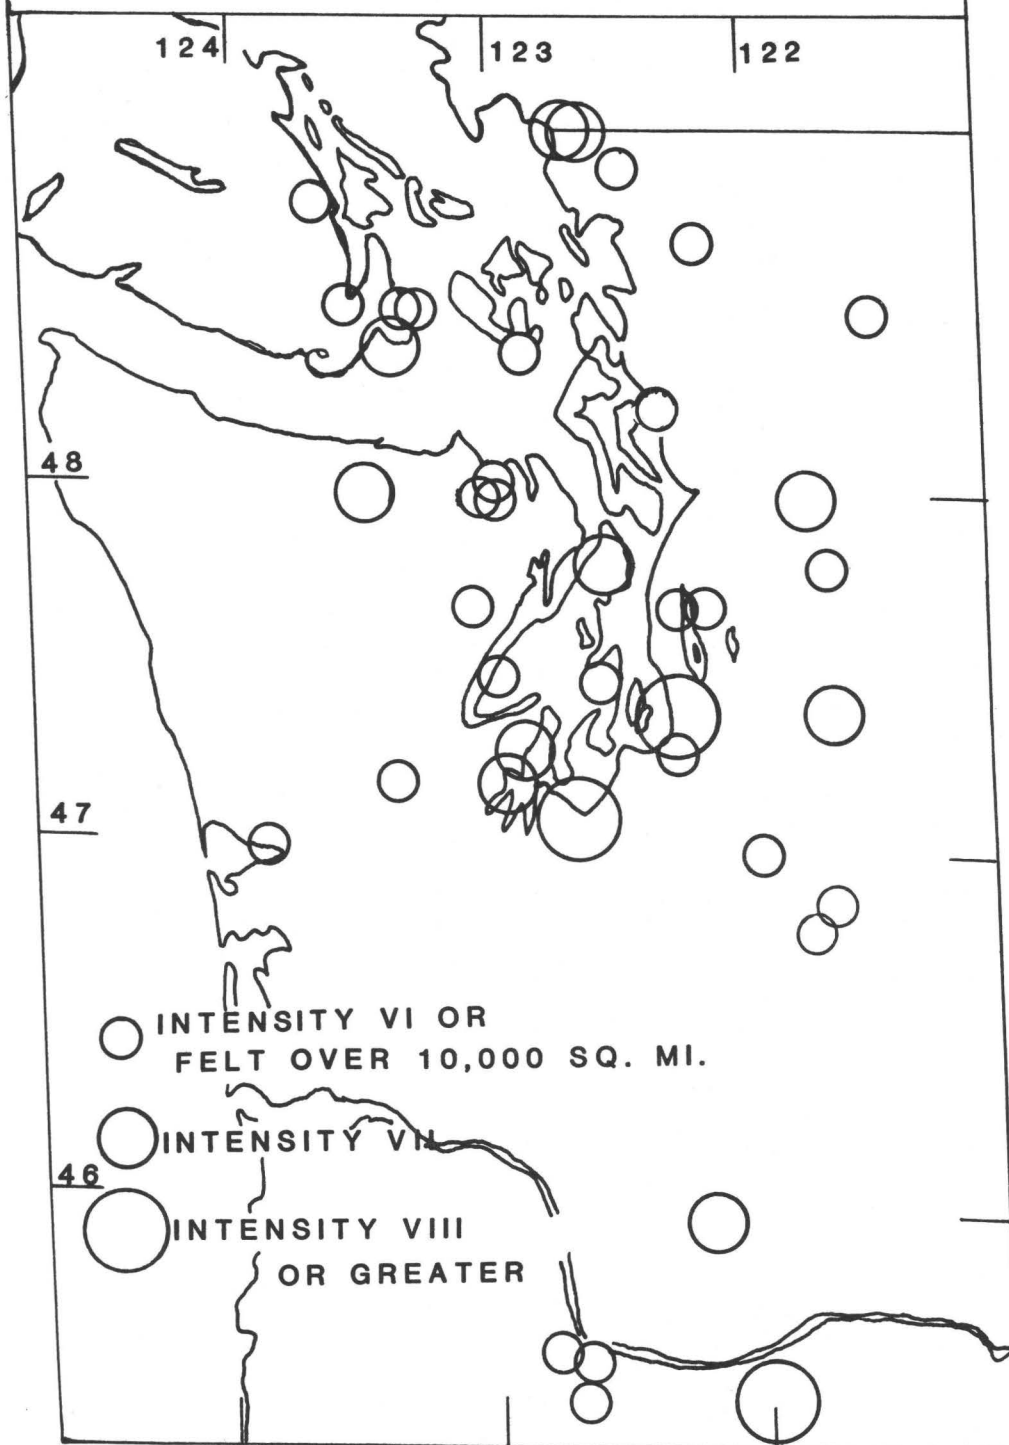 124
123
122
48
47
INTENSITY VI OR
FELT OVER 10,000 SQ. MI.
INTENSITY VII
46
INTENSITY VIII
OR GREATER